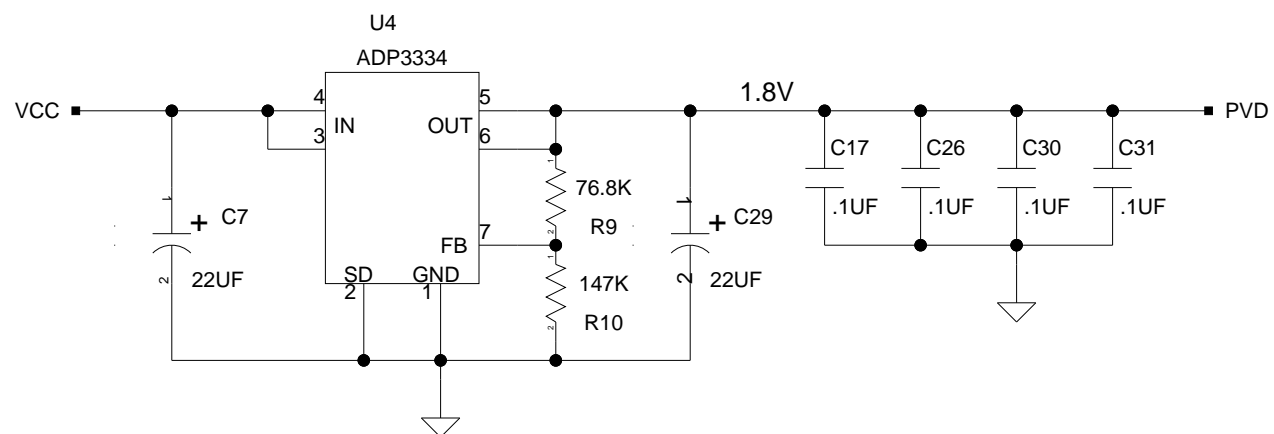 U4
ADP3334
VCC
4
IN
3
OUT
5
6
FB
7
SD
2
GND
1
1
C7
22UF
2
1
76.8K
R9
2
1
147K
R10
2
1.8V
1
C29
22UF
2
C17
.1UF
C26
.1UF
C30
.1UF
C31
.1UF
PVD